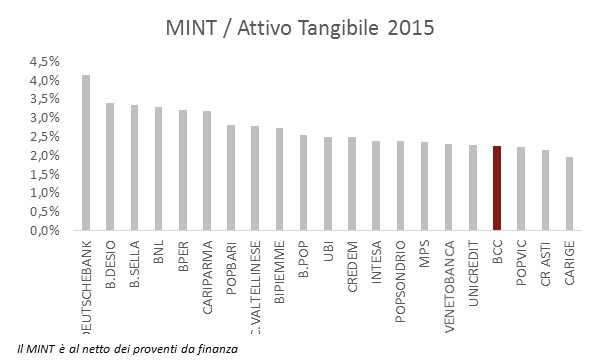 MINT / Attivo Tangibile 2015
4,5%
4,0%
3,5%
3,0%
2,5%
2,0%
1,5%
1,0%
0,5%
0,0%
DEUTSCHEBANK
B.DESIO
B.SELLA
BNL
BPER
CARIPARMA
POPBARI
C.VALTELLINESE
BIPIEMME
B.POP
UBI
CREDEM
INTESA
POPSONDRIO
MPS
VENETOBANCA
UNICREDIT
BCC
POPVIC
CR ASTI
CARIGE
Il MINT è al netto dei proventi da finanza